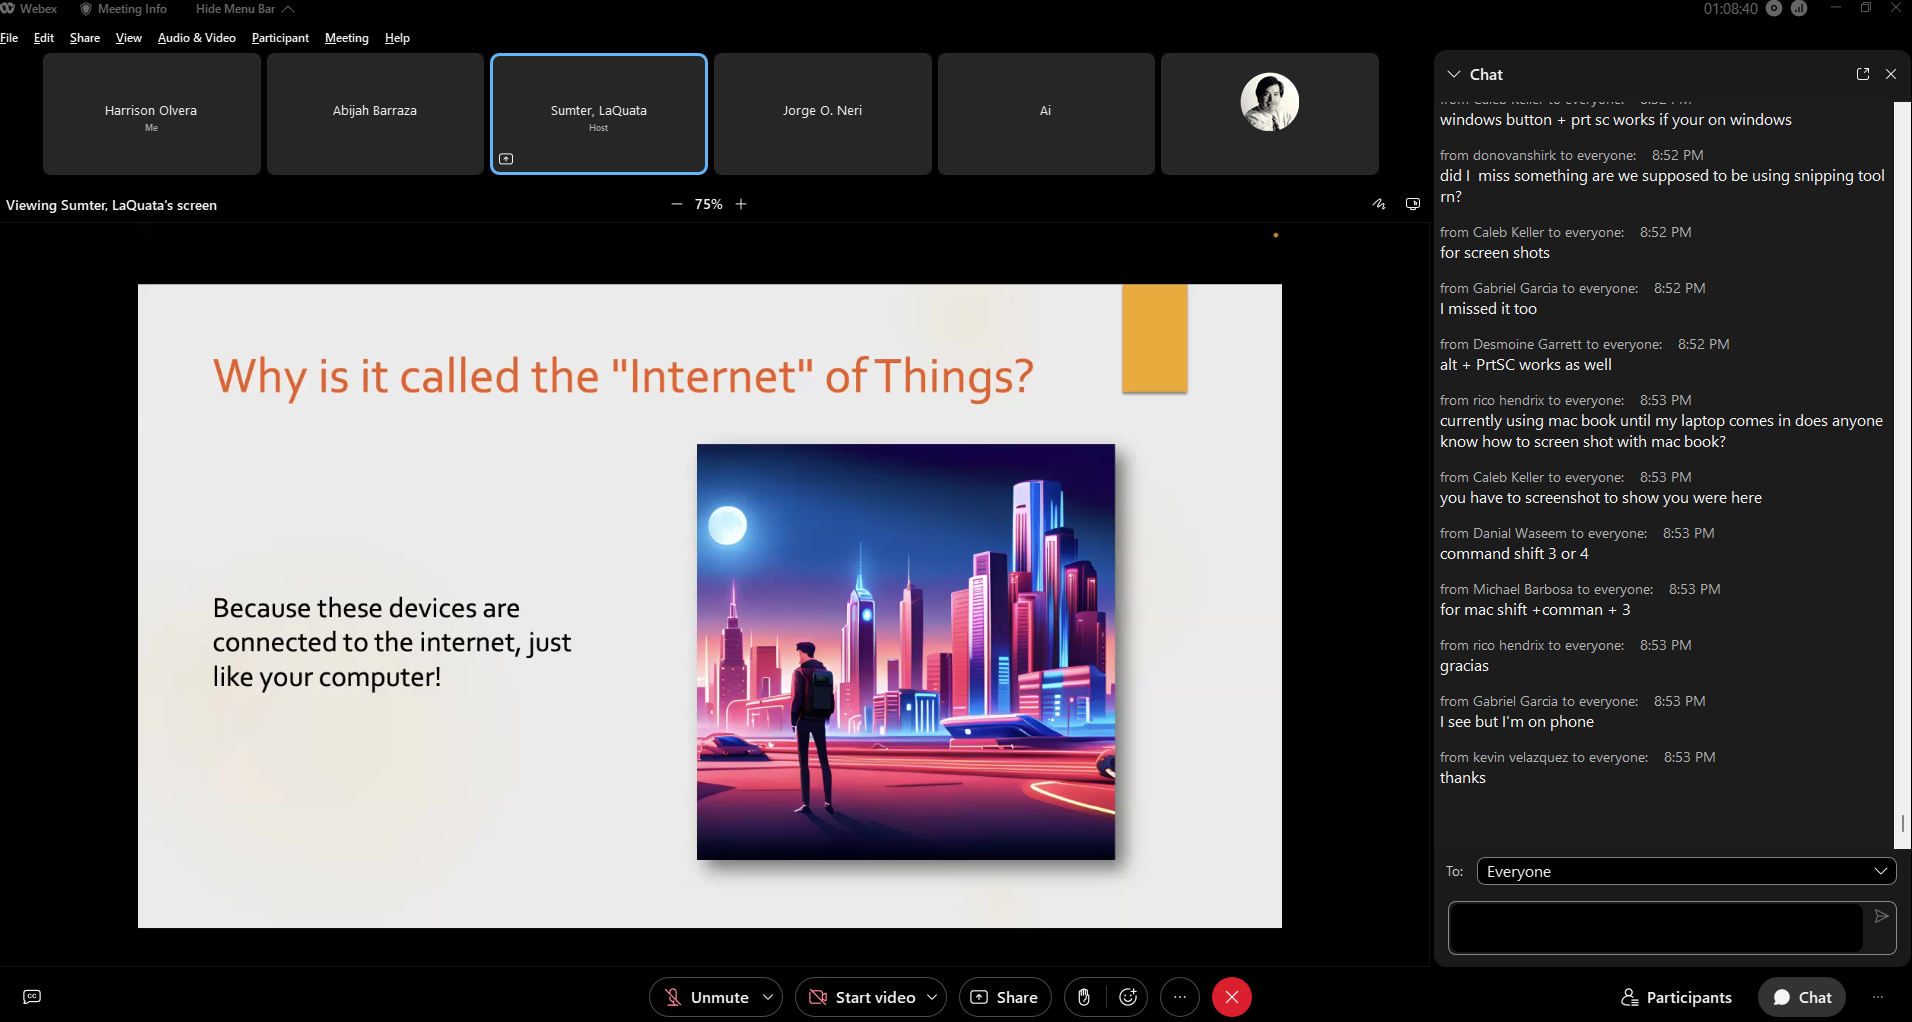 Webex
Meeting Info
Hide Menu Bar
01:08:40
File Edit Share View Audio & Video Participant Meeting Help
Harrison Olvera
Me
Abijah Barraza
Sumter, LaQuata
Host
Jorge O. Neri
Ai
Viewing Sumter, LaQuata's screen
75%
Why is it called the "Internet" of Things?
Because these devices are
connected to the internet, just
like your computer!
Chat
from Caleb Keller to everyone: 8:52 PM
windows button + prt sc works if your on windows
from donovanshirk to everyone: 8:52 PM
did I miss something are we supposed to be using snipping tool
rn?
from Caleb Keller to everyone: 8:52 PM
for screen shots
from Gabriel Garcia to everyone: 8:52 PM
I missed it too
from Desmoine Garrett to everyone: 8:52 PM
alt + PrtSC works as well
from rico hendrix to everyone: 8:53 PM
currently using mac book until my laptop comes in does anyone
know how to screen shot with mac book?
from Caleb Keller to everyone: 8:53 PM
you have to screenshot to show you were here
from Danial Waseem to everyone: 8:53 PM
command shift 3 or 4
from Michael Barbosa to everyone: 8:53 PM
for mac shift +comman + 3
from rico hendrix to everyone: 8:53 PM
gracias
from Gabriel Garcia to everyone: 8:53 PM
I see but I'm on phone
from kevin velazquez to everyone: 8:53 PM
thanks
To: Everyone
CC
Unmute
Start video
Share
Participants
Chat